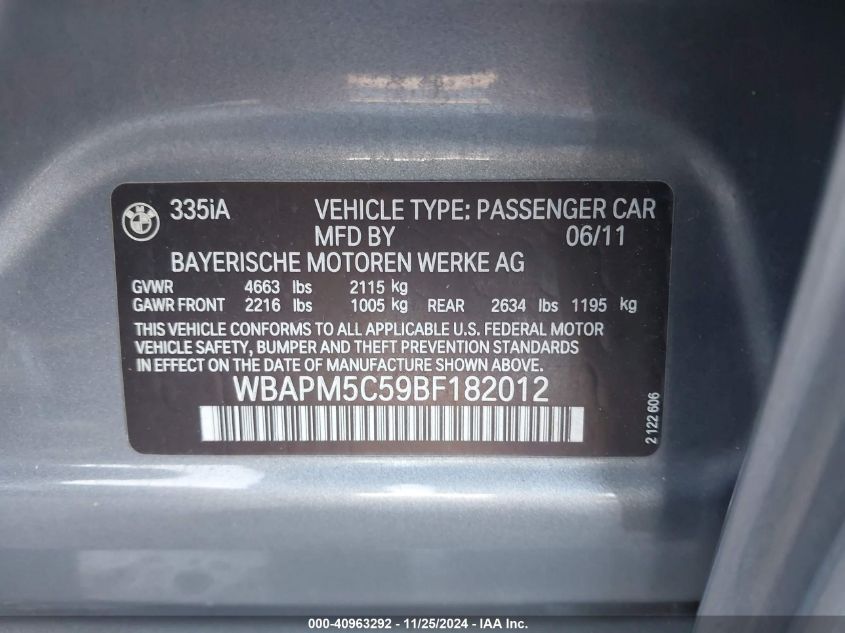 335iA VEHICLE TYPE: PASSENGER CAR
MFD BY 06/11
BAYERISCHE MOTOREN WERKE AG
GVWR 4663 lbs 2115 kg
GAWR FRONT 2216 lbs 1005 kg REAR 2634 lbs 1195 kg
THIS VEHICLE CONFORMS TO ALL APPLICABLE U.S. FEDERAL MOTOR
VEHICLE SAFETY, BUMPER AND THEFT PREVENTION STANDARDS
IN EFFECT ON THE DATE OF MANUFACTURE SHOWN ABOVE.
WBAPM5C59BF182012
2 122 606
000-40963292 - 11/25/2024 - IAA Inc.